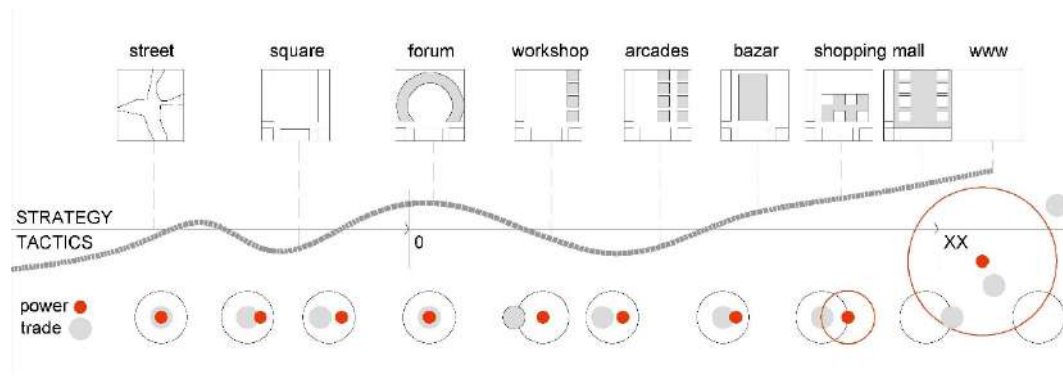 street square forum workshop arcades bazar shopping mall www
STRATEGY
TACTICS 0 XX
power
trade